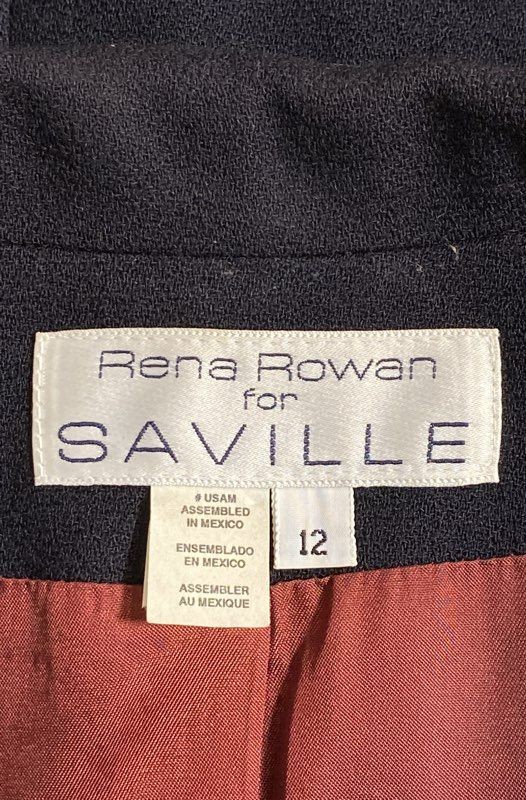 Rena Rowan
for
SAVILLE
# USAM
ASSEMBLED
IN MEXICO
ENSEMBLADO
EN MEXICO
ASSEMBLER
AU MEXIQUE
12